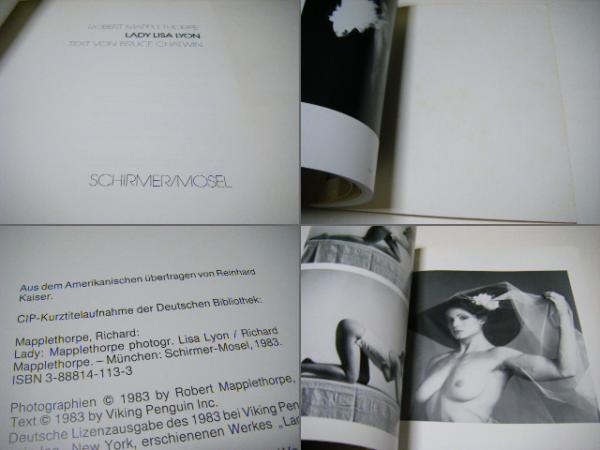 ROBERT MAPPLETHORPE
LADY LISA LYON
TEXT VON BRUCE CHATWIN
SCHIRMER/MOSEL
Aus dem Amerikanischen übertragen von Reinhard
Kaiser.
CIP-Kurztitelaufnahme der Deutschen Bibliothek:
Mapplethorpe, Richard:
Lady: Mapplethorpe photogr. Lisa Lyon / Richard
Mapplethorpe. – München: Schirmer-Mosel, 1983.
ISBN 3-88814-113-3
Photographien © 1983 by Robert Mapplethorpe,
Text © 1983 by Viking Penguin Inc.
Deutsche Lizenzausgabe des 1983 bei Viking Pen
Inc., New York, erschienenen Werkes „Lad